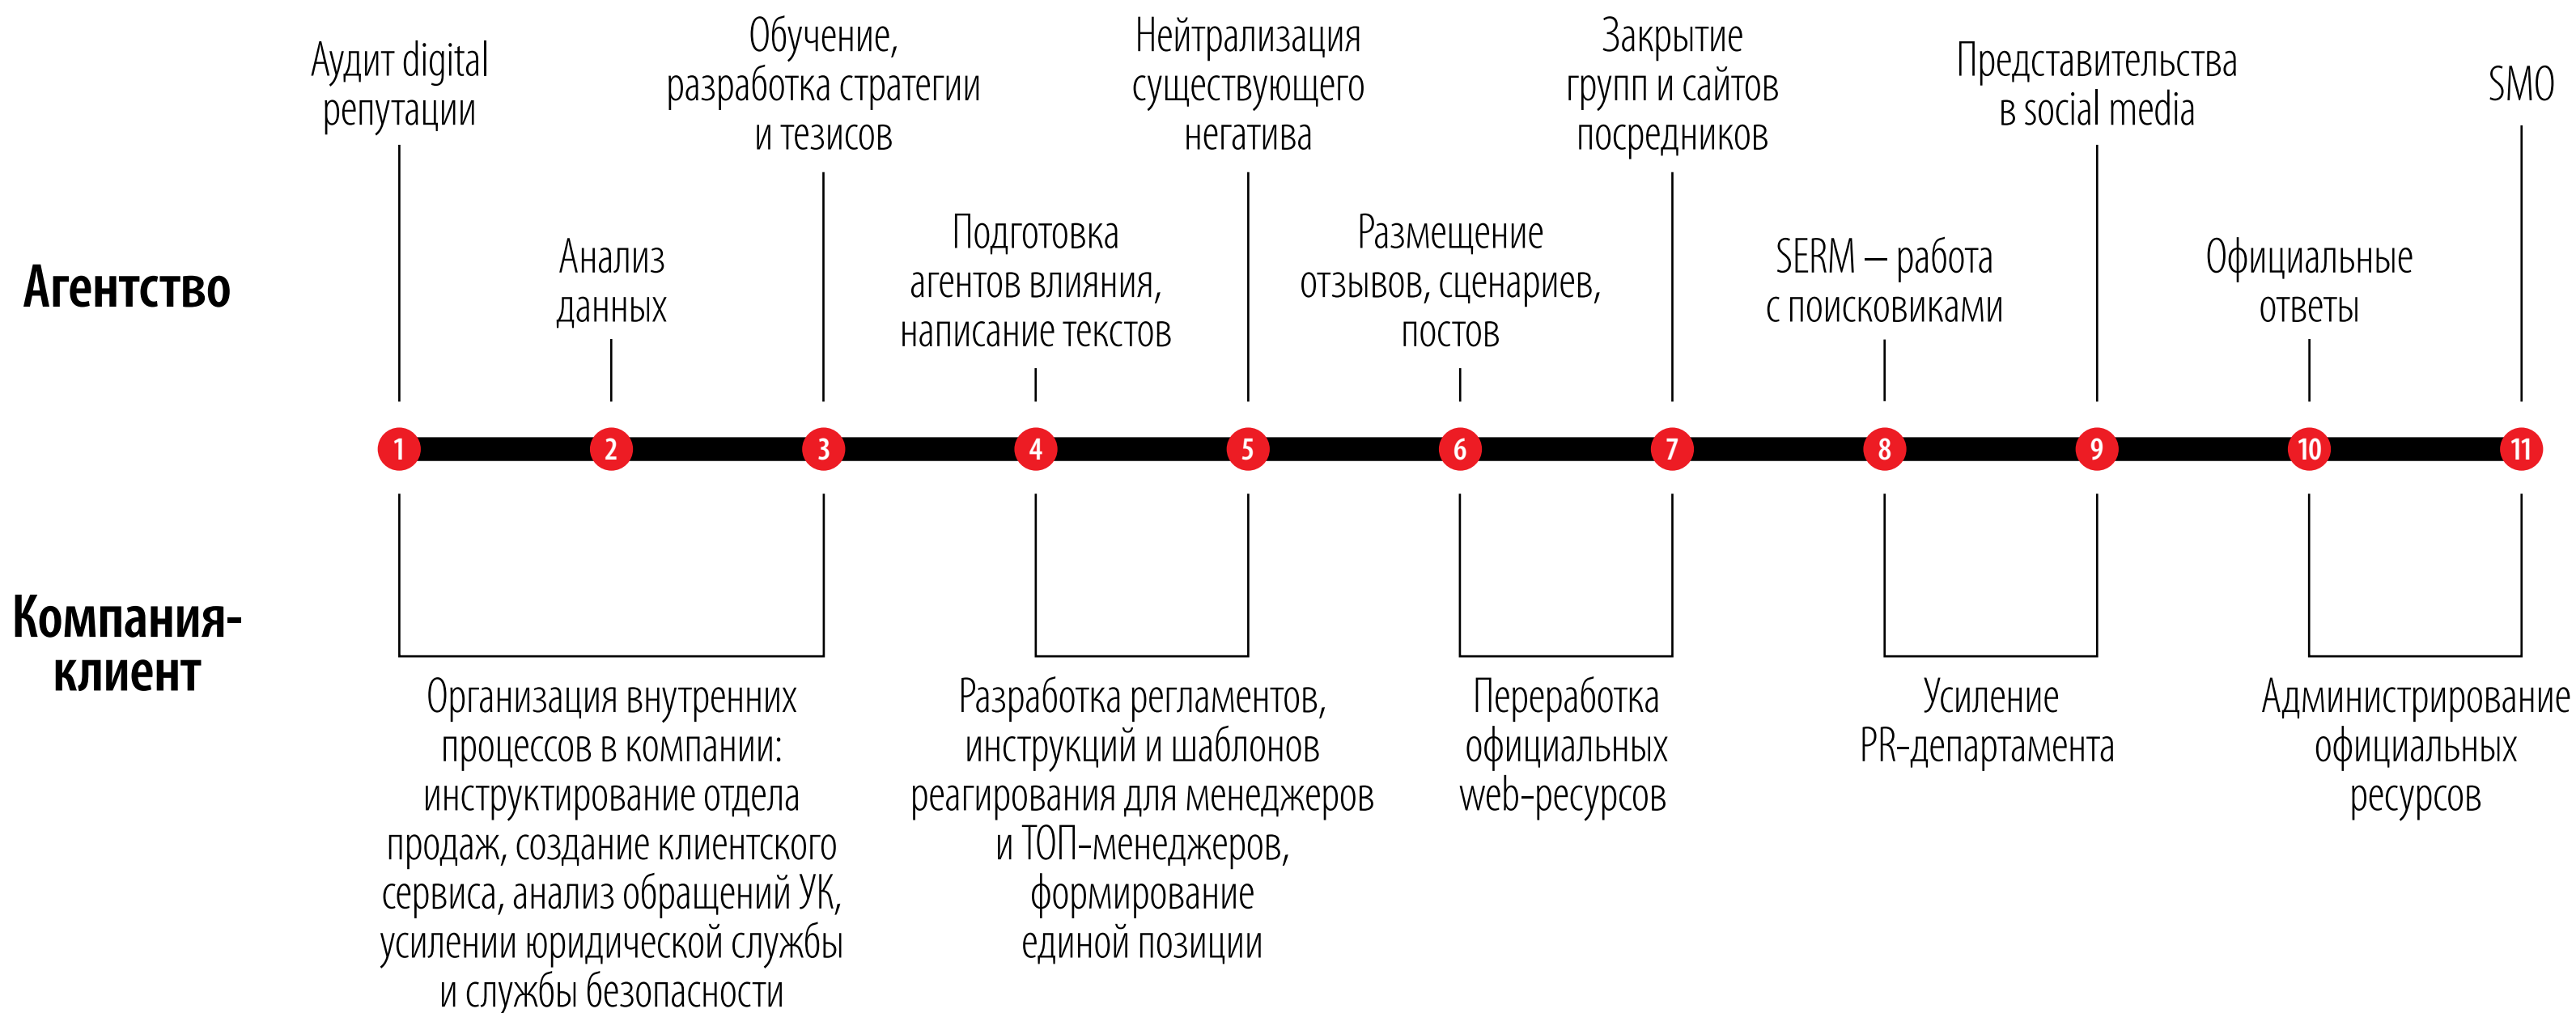 Аудит digital
репутации
Обучение,
разработка стратегии
и тезисов
Нейтрализация
существующего
негатива
Закрытие
групп и сайтов
посредников
Представительства
в social media
SMO
Агентство
Анализ
данных
Подготовка
агентов влияния,
написание текстов
Размещение
отзывов, сценариев,
постов
SERM – работа
с поисковиками
Официальные
ответы
1
2
3
4
5
6
7
8
9
10
11
Компания-
клиент
Организация внутренних
процессов в компании:
инструктирование отдела
продаж, создание клиентского
сервиса, анализ обращений УК,
усилении юридической службы
и службы безопасности
Разработка регламентов,
инструкций и шаблонов
реагирования для менеджеров
и ТОП-менеджеров,
формирование
единой позиции
Переработка
официальных
web-ресурсов
Усиление
PR-департамента
Администрирование
официальных
ресурсов